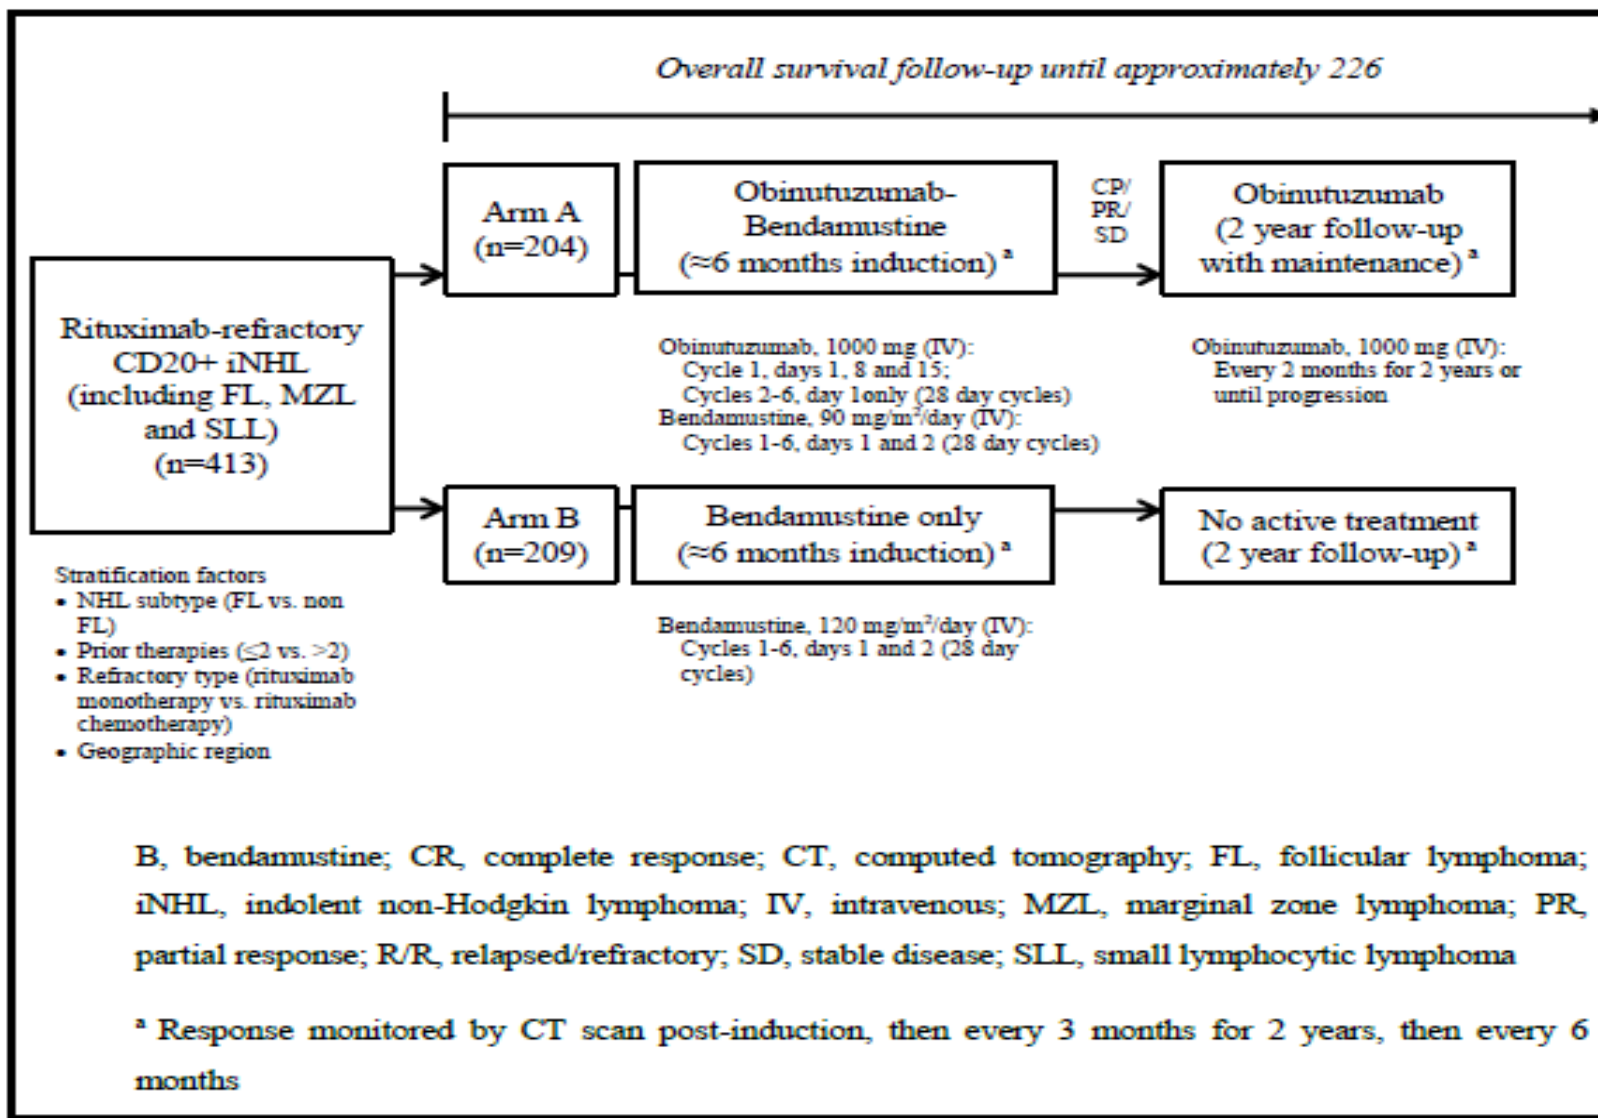 Overall survival follow-up until approximately 226
Arm A
(n=204)
Obinutuzumab-
Bendamustine
(≈6 months induction) ᵃ
CP/
PR/
SD
Obinutuzumab
(2 year follow-up
with maintenance) ᵃ
Rituximab-refractory
CD20+ iNHL
(including FL, MZL
and SLL)
(n=413)
Obinutuzumab, 1000 mg (IV):
Cycle 1, days 1, 8 and 15;
Cycles 2-6, day 1only (28 day cycles)
Bendamustine, 90 mg/m²/day (IV):
Cycles 1-6, days 1 and 2 (28 day cycles)
Obinutuzumab, 1000 mg (IV):
Every 2 months for 2 years or
until progression
Arm B
(n=209)
Bendamustine only
(≈6 months induction) ᵃ
No active treatment
(2 year follow-up) ᵃ
Stratification factors
• NHL subtype (FL vs. non
FL)
• Prior therapies (≤2 vs. >2)
• Refractory type (rituximab
monotherapy vs. rituximab
chemotherapy)
• Geographic region
Bendamustine, 120 mg/m²/day (IV):
Cycles 1-6, days 1 and 2 (28 day
cycles)
B, bendamustine; CR, complete response; CT, computed tomography; FL, follicular lymphoma;
iNHL, indolent non-Hodgkin lymphoma; IV, intravenous; MZL, marginal zone lymphoma; PR,
partial response; R/R, relapsed/refractory; SD, stable disease; SLL, small lymphocytic lymphoma
ᵃ Response monitored by CT scan post-induction, then every 3 months for 2 years, then every 6
months